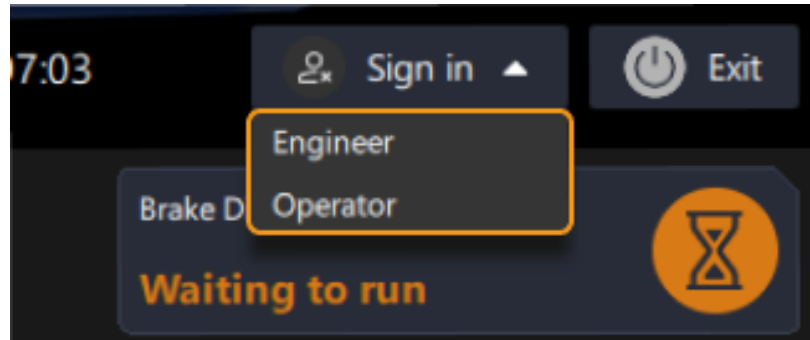 7:03
Sign in
Exit
Engineer
Operator
Brake D
Waiting to run